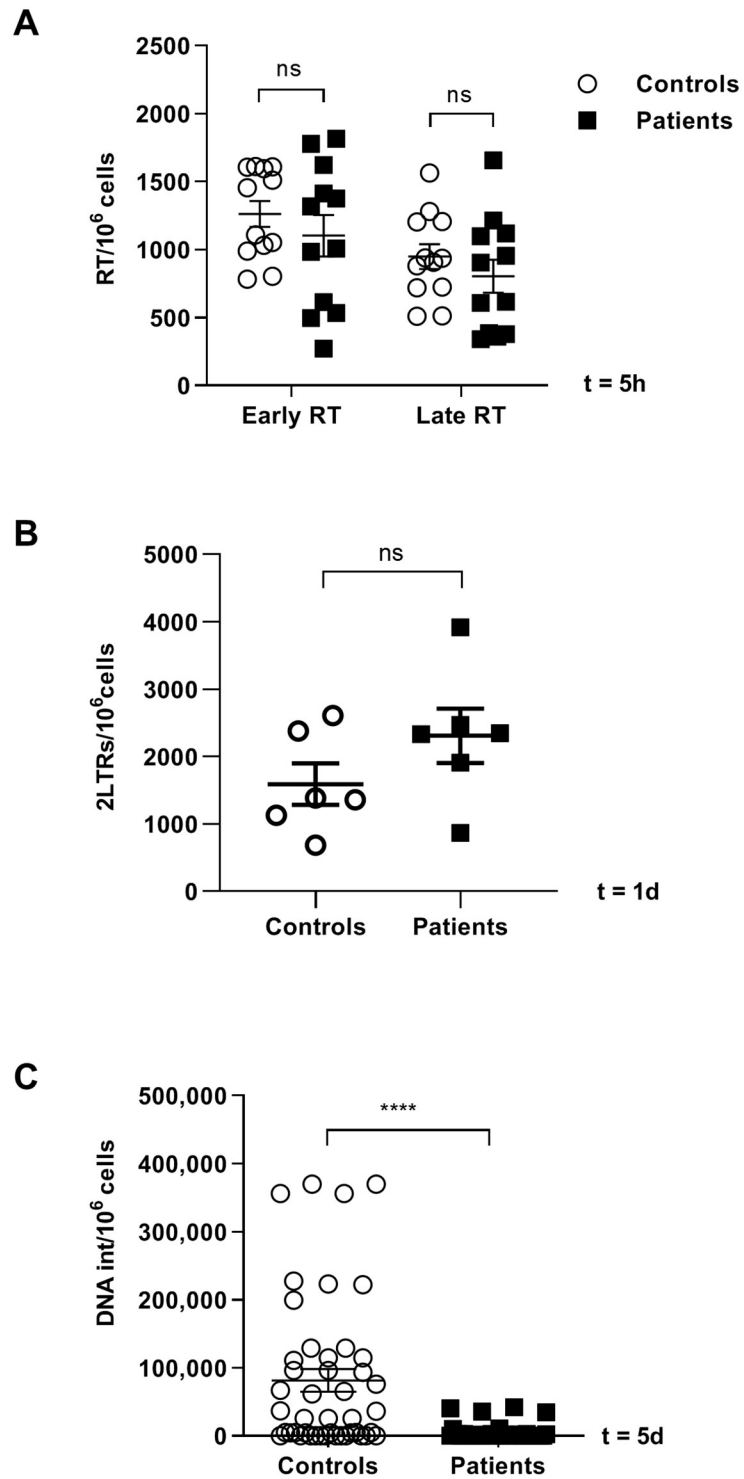 A
2500
2000
1500
1000
500
0
RT/10⁶ cells
ns
ns
Controls
Patients
Early RT
Late RT
t = 5h
B
5000
4000
3000
2000
1000
0
2LTRs/10⁶cells
ns
Controls
Patients
t = 1d
C
500,000
400,000
300,000
200,000
100,000
0
DNA int/10⁶ cells
****
Controls
Patients
t = 5d